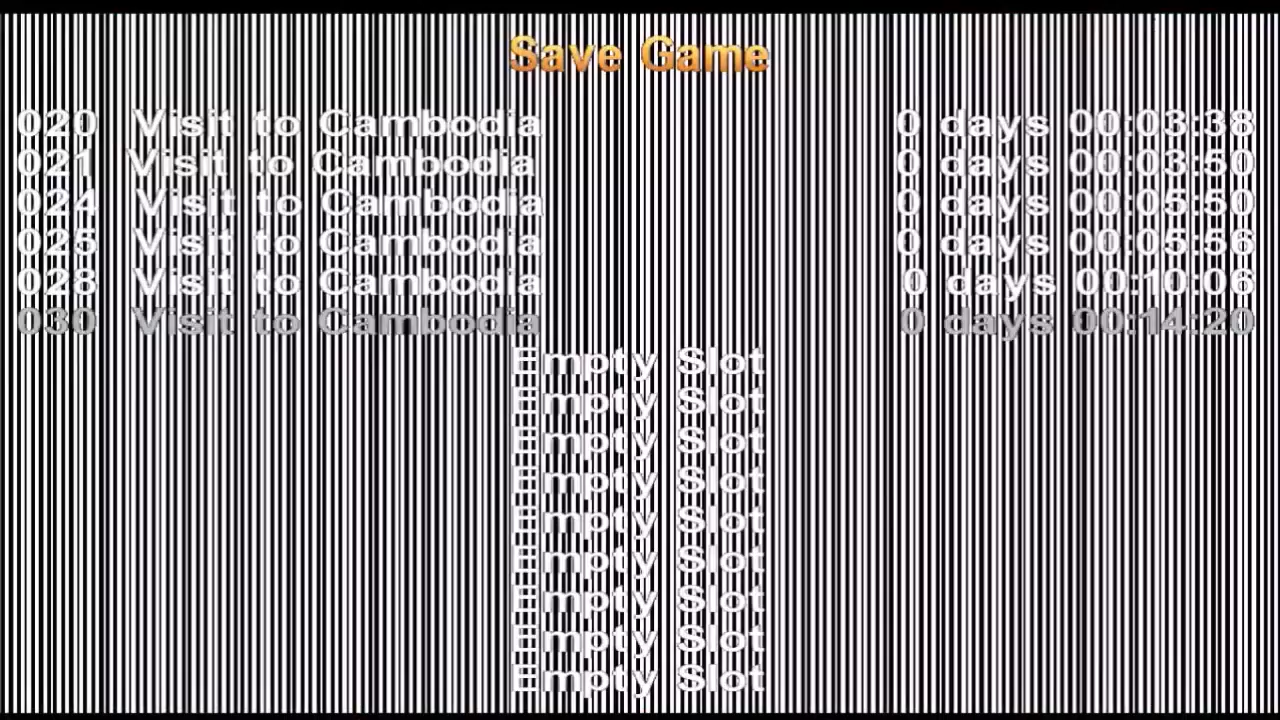 Save Game
020 Visit to Cambodia 0 days 00:03:38
021 Visit to Cambodia 0 days 00:03:50
024 Visit to Cambodia 0 days 00:05:50
025 Visit to Cambodia 0 days 00:05:56
028 Visit to Cambodia 0 days 00:10:06
030 Visit to Cambodia 0 days 00:14:20
Empty Slot
Empty Slot
Empty Slot
Empty Slot
Empty Slot
Empty Slot
Empty Slot
Empty Slot
Empty Slot